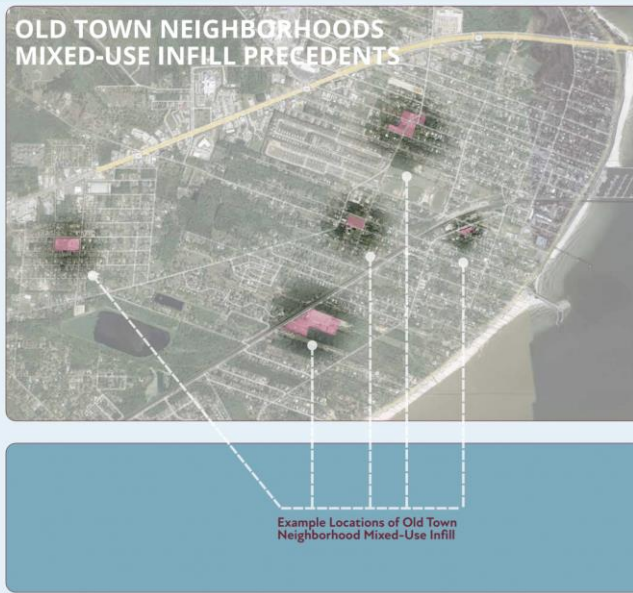 OLD TOWN NEIGHBORHOODS
MIXED-USE INFILL PRECEDENTS
Example Locations of Old Town
Neighborhood Mixed-Use Infill